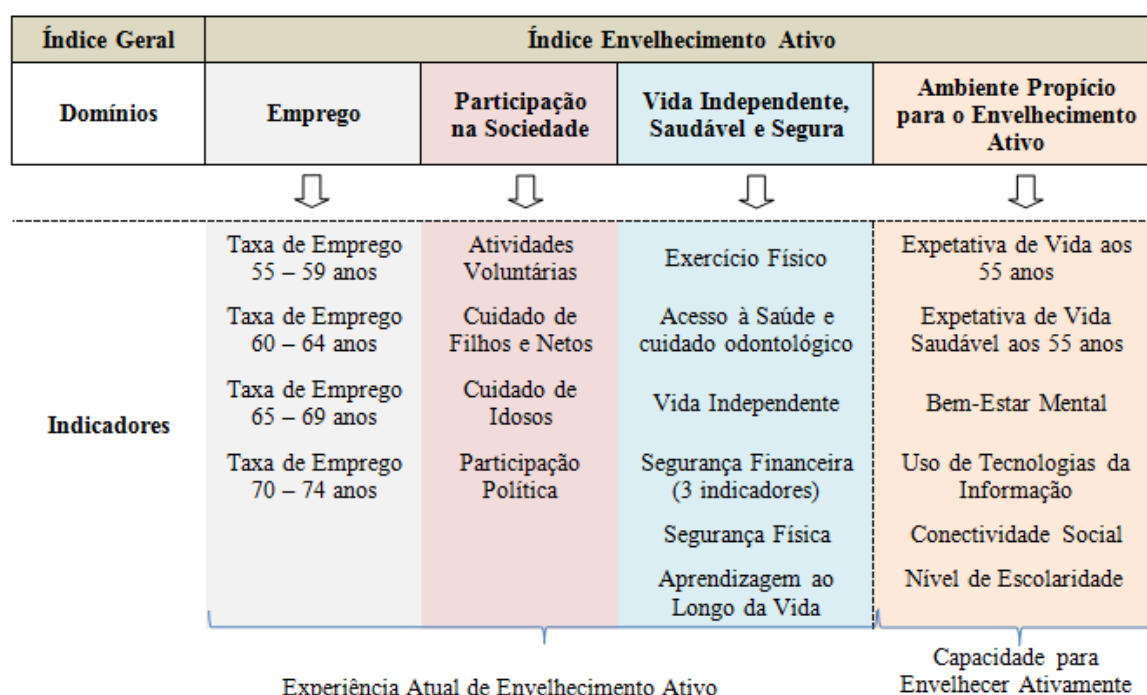 Índice Geral
Índice Envelhecimento Ativo
Domínios
Emprego
Participação
na Sociedade
Vida Independente,
Saudável e Segura
Ambiente Propício
para o Envelhecimento
Ativo
Indicadores
Taxa de Emprego
55 – 59 anos
Taxa de Emprego
60 – 64 anos
Taxa de Emprego
65 – 69 anos
Taxa de Emprego
70 – 74 anos
Atividades
Voluntárias
Cuidado de
Filhos e Netos
Cuidado de
Idosos
Participação
Política
Exercício Físico
Acesso à Saúde e
cuidado odontológico
Vida Independente
Segurança Financeira
(3 indicadores)
Segurança Física
Aprendizagem ao
Longo da Vida
Expetativa de Vida aos
55 anos
Expetativa de Vida
Saudável aos 55 anos
Bem-Estar Mental
Uso de Tecnologias da
Informação
Conectividade Social
Nível de Escolaridade
Experiência Atual de Envelhecimento Ativo
Capacidade para
Envelhecer Ativamente